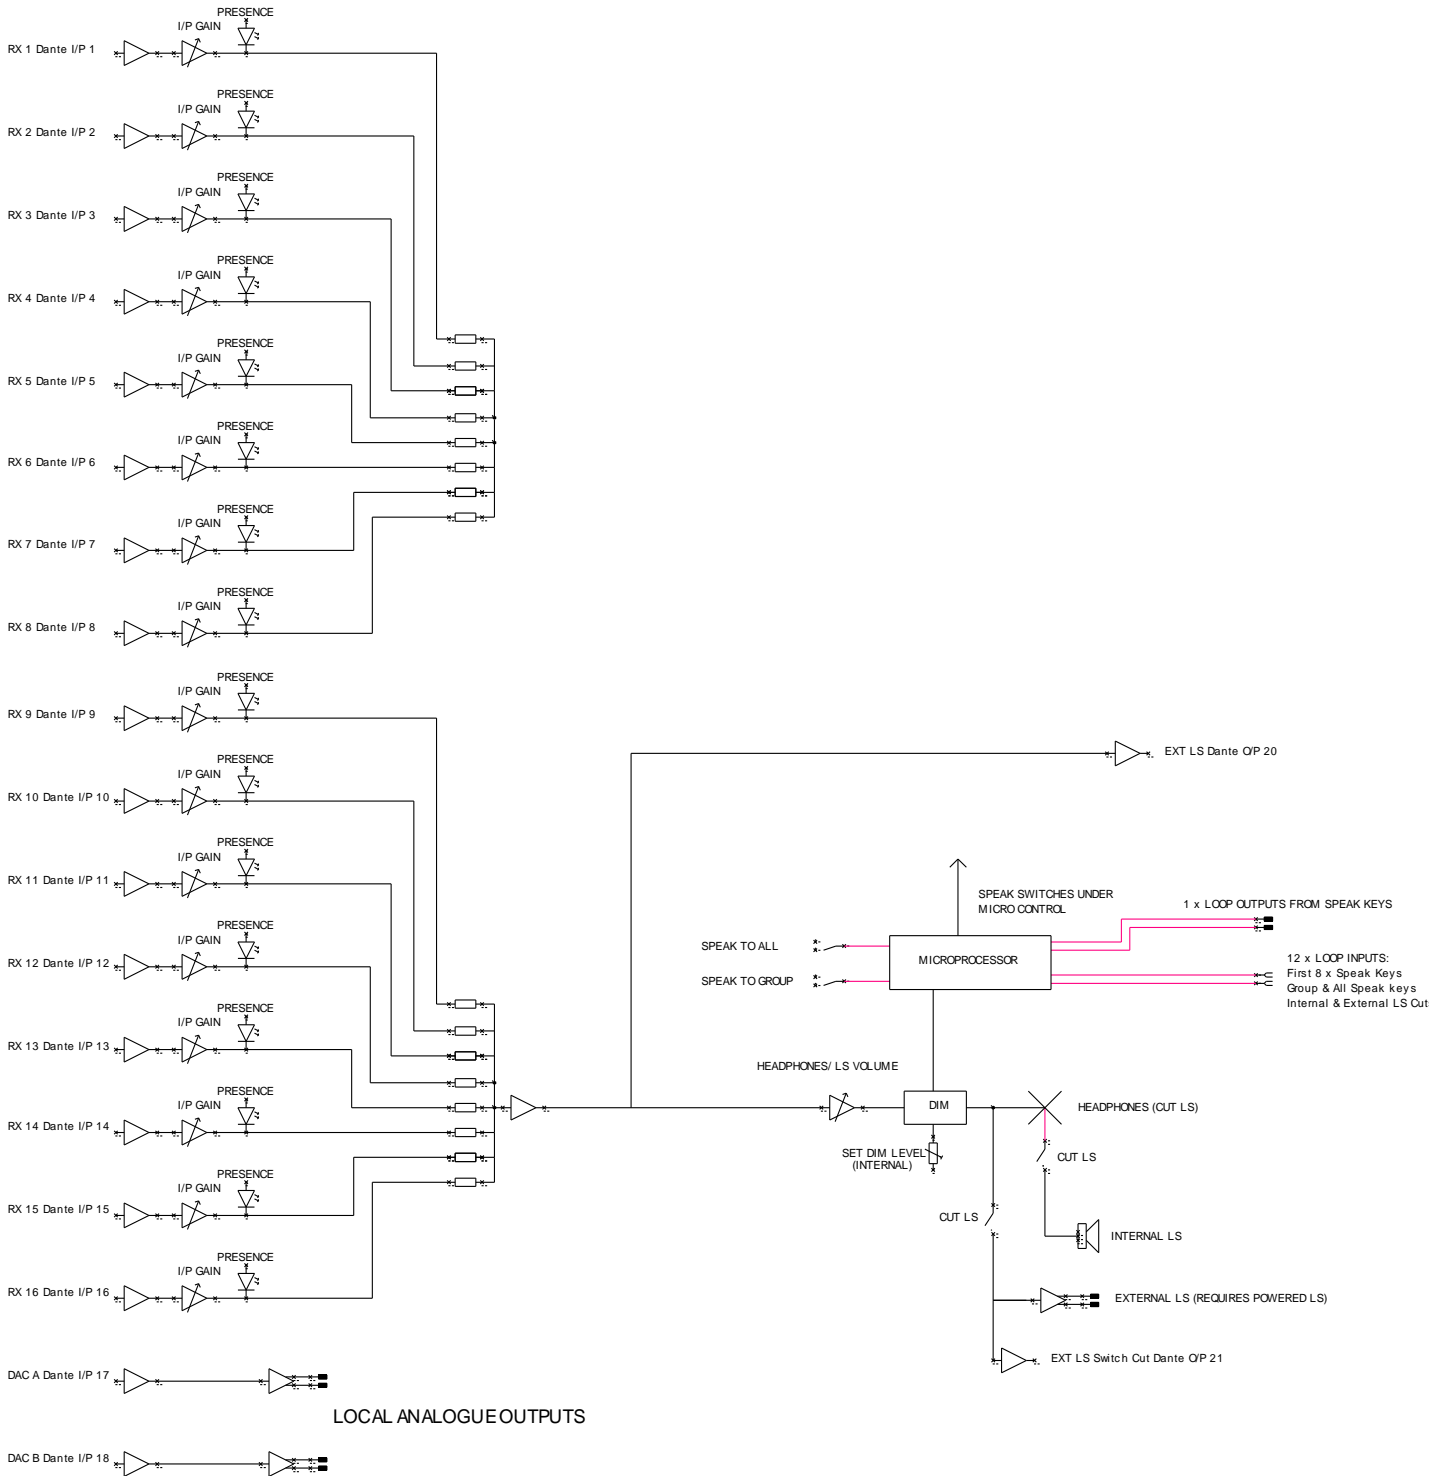 PRESENCE
I/P GAIN
RX 1 Dante I/P 1
PRESENCE
I/P GAIN
RX 2 Dante I/P 2
PRESENCE
I/P GAIN
RX 3 Dante I/P 3
PRESENCE
I/P GAIN
RX 4 Dante I/P 4
PRESENCE
I/P GAIN
RX 5 Dante I/P 5
PRESENCE
I/P GAIN
RX 6 Dante I/P 6
PRESENCE
I/P GAIN
RX 7 Dante I/P 7
PRESENCE
I/P GAIN
RX 8 Dante I/P 8
PRESENCE
I/P GAIN
RX 9 Dante I/P 9
PRESENCE
I/P GAIN
RX 10 Dante I/P 10
PRESENCE
I/P GAIN
RX 11 Dante I/P 11
PRESENCE
I/P GAIN
RX 12 Dante I/P 12
PRESENCE
I/P GAIN
RX 13 Dante I/P 13
PRESENCE
I/P GAIN
RX 14 Dante I/P 14
PRESENCE
I/P GAIN
RX 15 Dante I/P 15
PRESENCE
I/P GAIN
RX 16 Dante I/P 16
DAC A Dante I/P 17
LOCAL ANALOGUE OUTPUTS
DAC B Dante I/P 18
EXT LS Dante O/P 20
SPEAK SWITCHES UNDER
MICRO CONTROL
1 x LOOP OUTPUTS FROM SPEAK KEYS
SPEAK TO ALL
MICROPROCESSOR
SPEAK TO GROUP
12 x LOOP INPUTS:
First 8 x Speak Keys
Group & All Speak keys
Internal & External LS Cut
HEADPHONES/ LS VOLUME
DIM
HEADPHONES (CUT LS)
SET DIM LEVEL
(INTERNAL)
CUT LS
CUT LS
INTERNAL LS
EXTERNAL LS (REQUIRES POWERED LS)
EXT LS Switch Cut Dante O/P 21